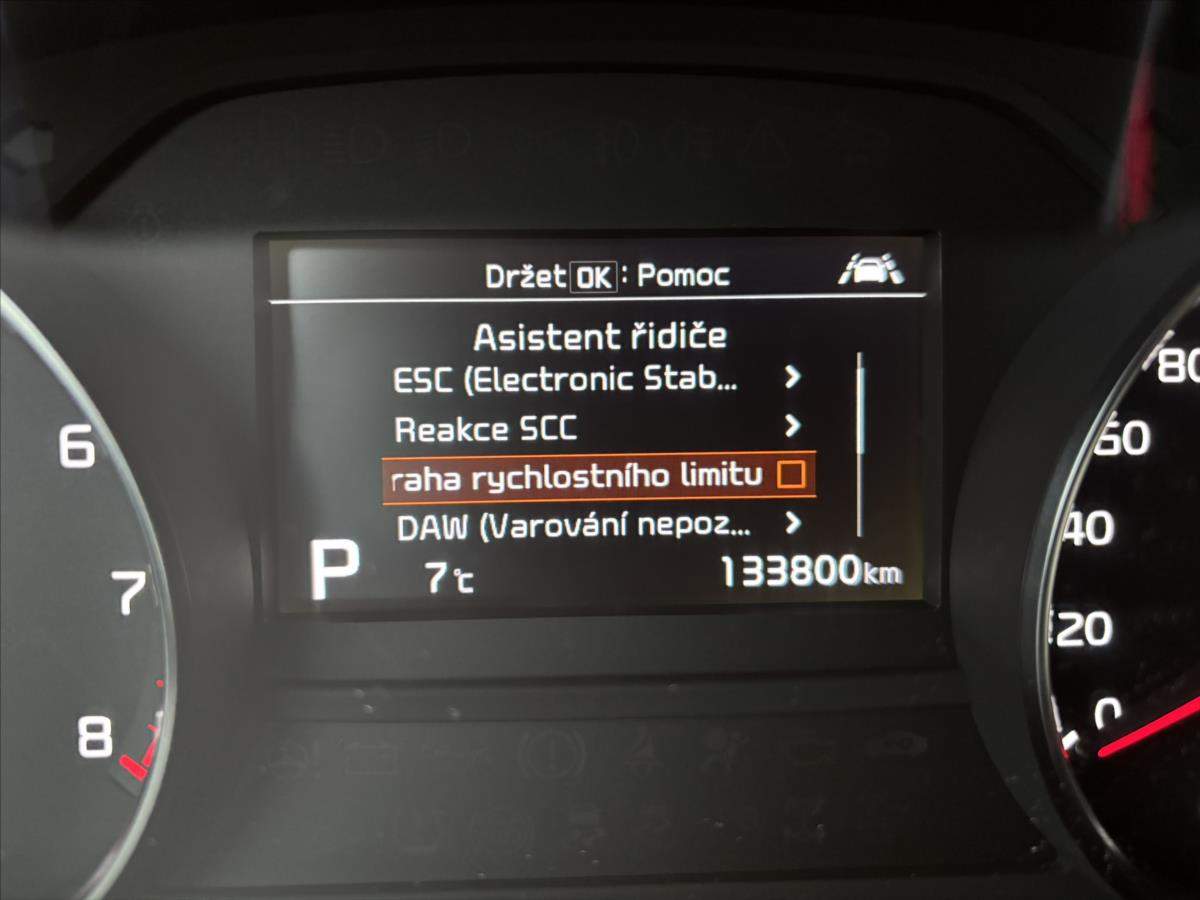 Držet OK : Pomoc
Asistent řidiče
ESC (Electronic Stab...
Reakce SCC
raha rychlostního limitu
DAW (Varování nepoz...
P 7°C 133800km
6
7
8
80
60
40
20
0